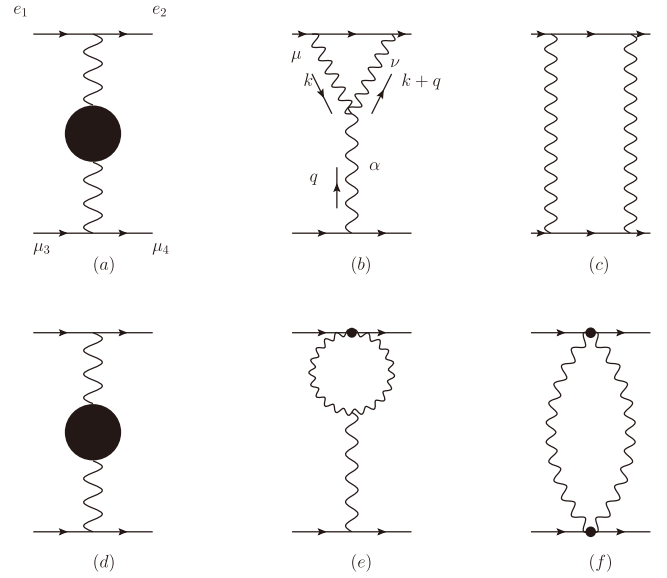 e₁ e₂
μ ν
k k + q
q α
μ₃ μ₄
(a) (b) (c)
(d) (e) (f)